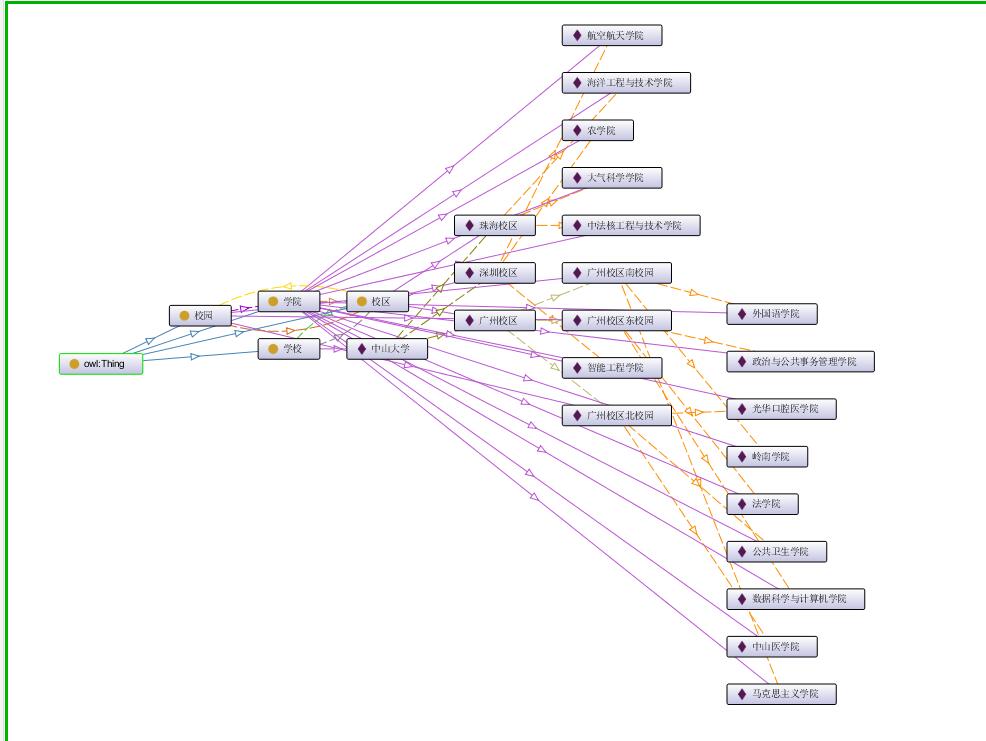 航空航天学院
海洋工程与技术学院
农学院
大气科学学院
珠海校区
中法核工程与技术学院
深圳校区
广州校区南校园
学院
校区
校园
外国语学院
广州校区
广州校区东校园
学校
中山大学
owl:Thing
智能工程学院
政治与公共事务管理学院
广州校区北校园
光华口腔医学院
岭南学院
法学院
公共卫生学院
数据科学与计算机学院
中山医学院
马克思主义学院